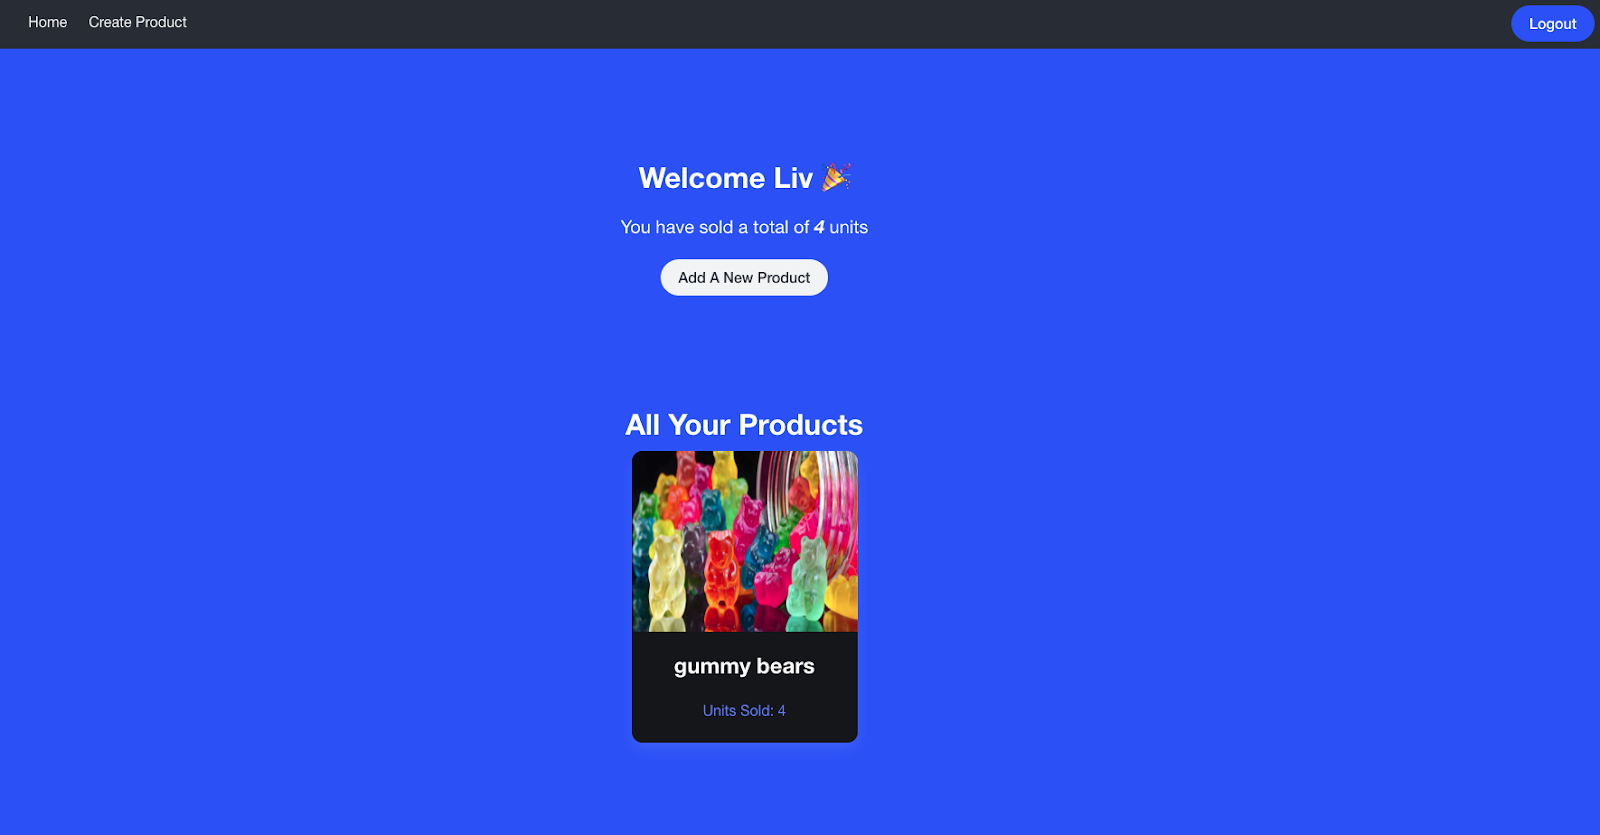 Home Create Product Logout
Welcome Liv 🎉
You have sold a total of 4 units
Add A New Product
All Your Products
gummy bears
Units Sold: 4